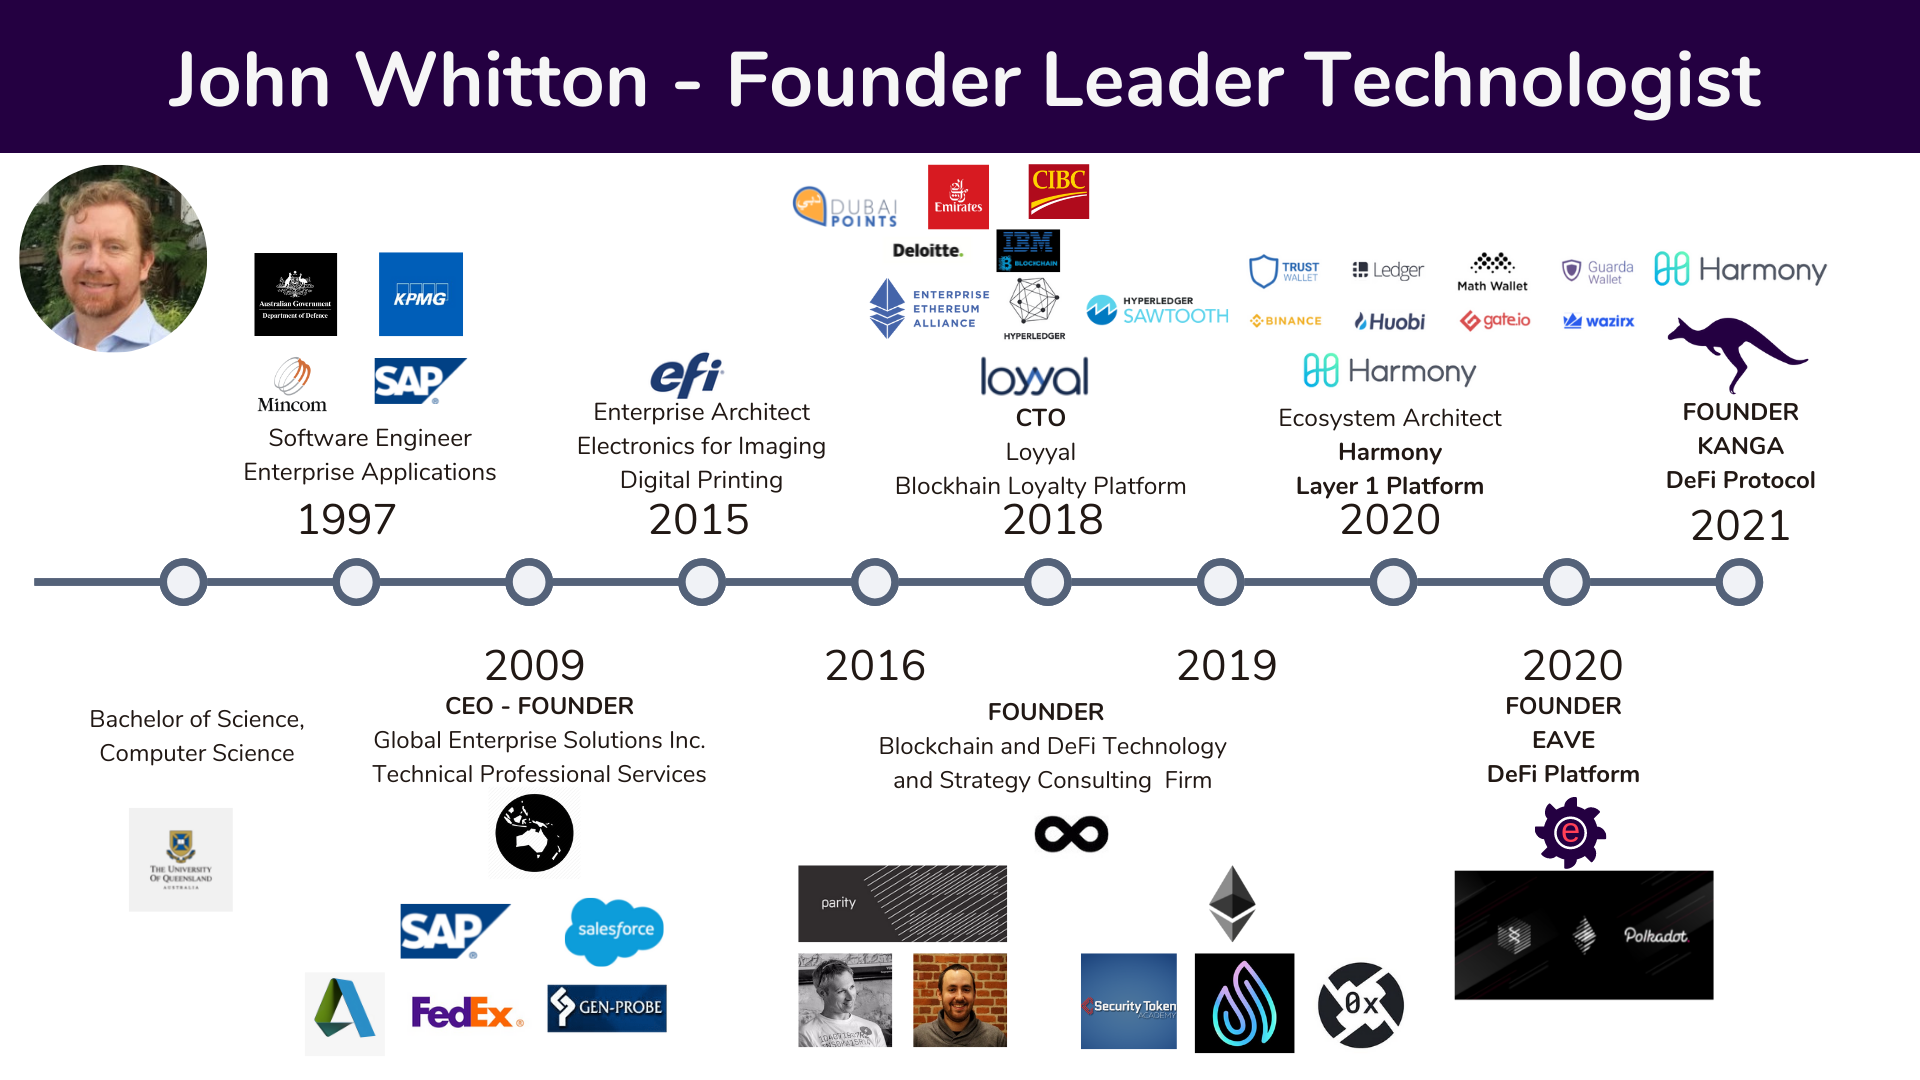 John Whitton - Founder Leader Technologist
Australian Government
Department of Defence
KPMG
Mincom
SAP
Software Engineer
Enterprise Applications
1997
efi
Enterprise Architect
Electronics for Imaging
Digital Printing
2015
DUBAI
POINTS
Emirates
CIBC
Deloitte.
IBM
BLOCKCHAIN
ENTERPRISE
ETHEREUM
ALLIANCE
HYPERLEDGER
HYPERLEDGER
SAWTOOTH
loyyal
CTO
Loyyal
Blockhain Loyalty Platform
2018
TRUST
WALLET
Ledger
Math Wallet
Guarda
Wallet
BINANCE
Huobi
gate.io
wazirx
Harmony
Ecosystem Architect
Harmony
Layer 1 Platform
2020
Harmony
FOUNDER
KANGA
DeFi Protocol
2021
Bachelor of Science,
Computer Science
THE UNIVERSITY
OF QUEENSLAND
AUSTRALIA
2009
CEO - FOUNDER
Global Enterprise Solutions Inc.
Technical Professional Services
SAP
salesforce
FedEx
GEN-PROBE
2016
2019
FOUNDER
Blockchain and DeFi Technology
and Strategy Consulting Firm
parity
Security Token
ACADEMY
0x
2020
FOUNDER
EAVE
DeFi Platform
e
Polkadot